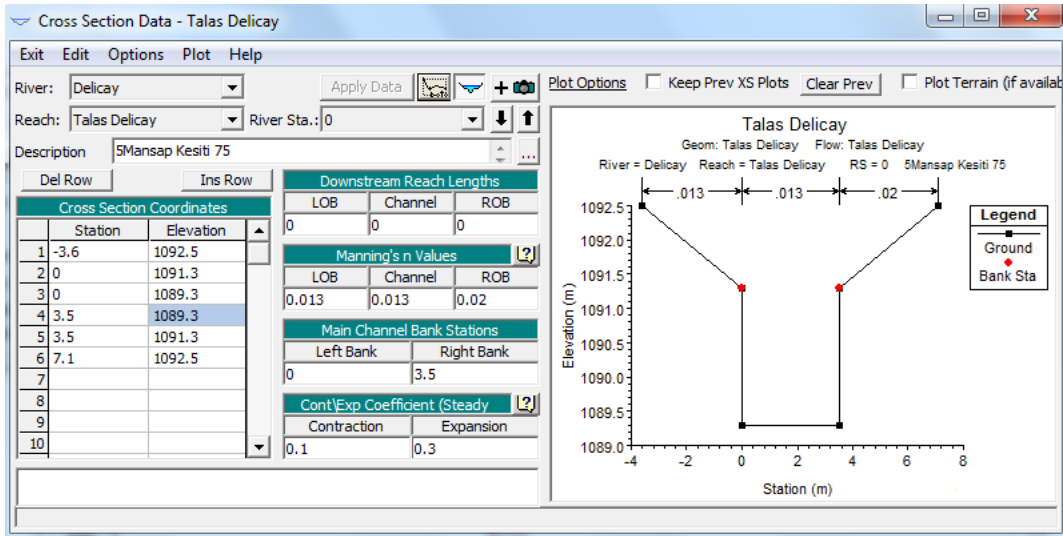 Cross Section Data - Talas Delicay
Exit Edit Options Plot Help
River: Delicay Apply Data + Plot Options Keep Prev XS Plots Clear Prev Plot Terrain (if availab
Reach: Talas Delicay River Sta.: 0
Description 5Mansap Kesiti 75 ...
Del Row Ins Row
Cross Section Coordinates
Station Elevation
1 -3.6 1092.5
2 0 1091.3
3 0 1089.3
4 3.5 1089.3
5 3.5 1091.3
6 7.1 1092.5
7
8
9
10
Downstream Reach Lengths
LOB Channel ROB
0 0 0
Manning's n Values
LOB Channel ROB
0.013 0.013 0.02
Main Channel Bank Stations
Left Bank Right Bank
0 3.5
Cont\Exp Coefficient (Steady
Contraction Expansion
0.1 0.3
Talas Delicay
Geom: Talas Delicay Flow: Talas Delicay
River = Delicay Reach = Talas Delicay RS = 0 5Mansap Kesiti 75
.013 .013 .02
1092.5
1092.0
1091.5
1091.0
1090.5
1090.0
1089.5
1089.0
Elevation (m)
-4 -2 0 2 4 6 8
Station (m)
Legend
Ground
Bank Sta